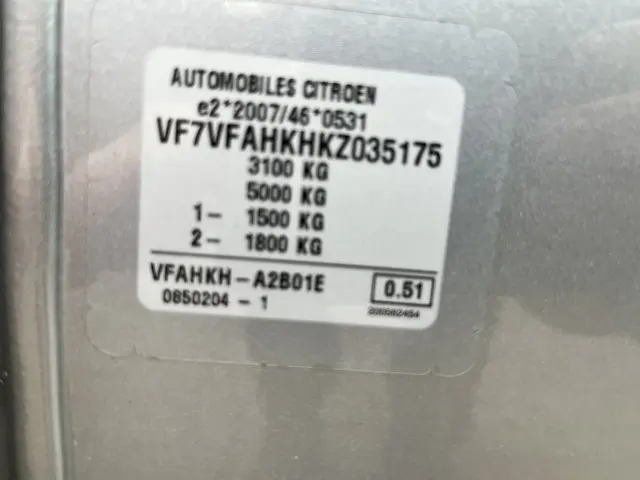 AUTOMOBILES CITROEN
e2*2007/46*0531
VF7VFAHKHKZ035175
3100 KG
5000 KG
1- 1500 KG
2- 1800 KG
VFAHKH-A2B01E 0.51
0850204 - 1